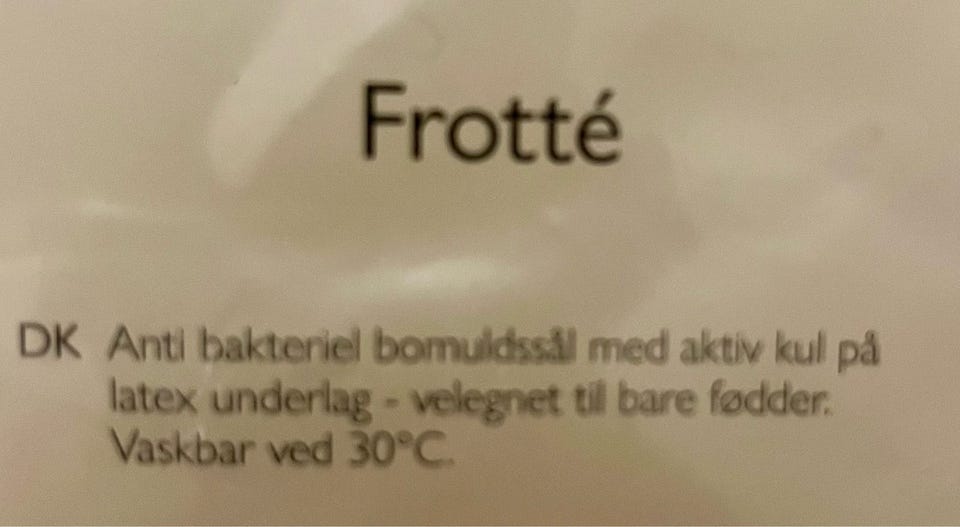 Frotté
DK Anti bakteriel bomuldssål med aktiv kul på
latex underlag - velegnet til bare fødder.
Vaskbar ved 30°C.